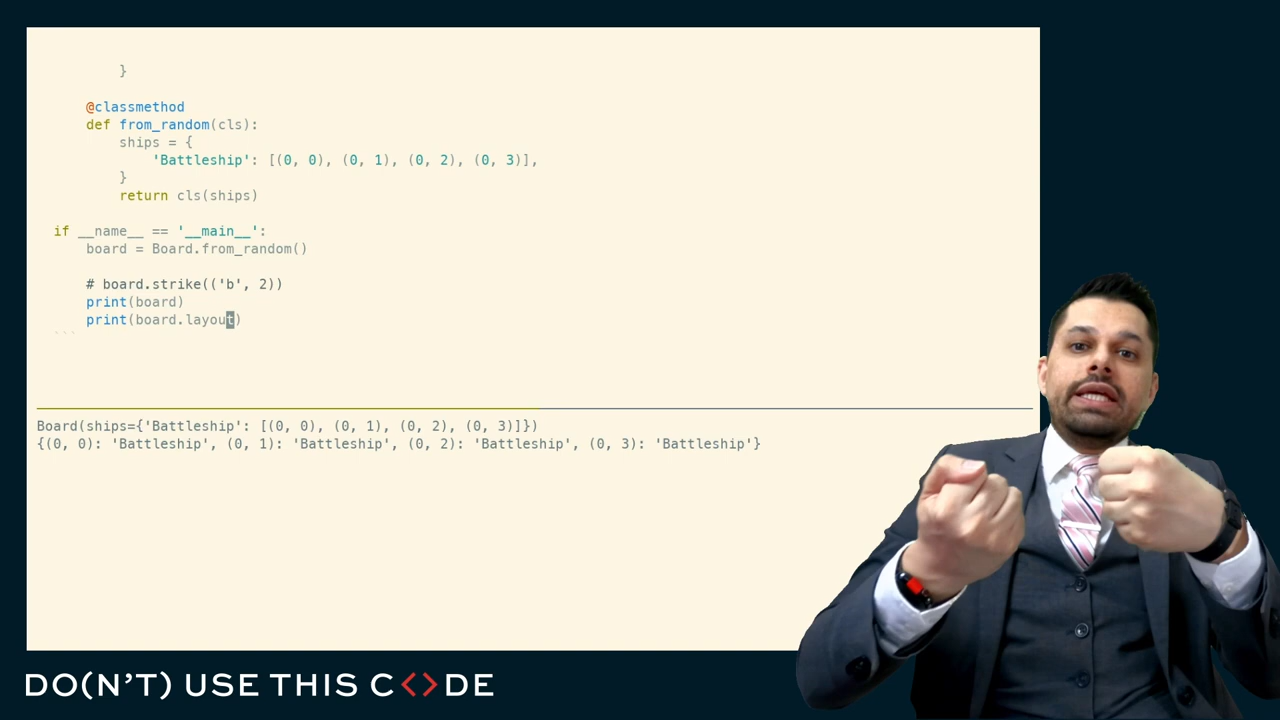 }
@classmethod
def from_random(cls):
ships = {
'Battleship': [(0, 0), (0, 1), (0, 2), (0, 3)],
}
return cls(ships)
if __name__ == '__main__':
board = Board.from_random()
# board.strike(('b', 2))
print(board)
print(board.layout)
```
Board(ships={'Battleship': [(0, 0), (0, 1), (0, 2), (0, 3)]})
{(0, 0): 'Battleship', (0, 1): 'Battleship', (0, 2): 'Battleship', (0, 3): 'Battleship'}
DO(N'T) USE THIS C<>DE